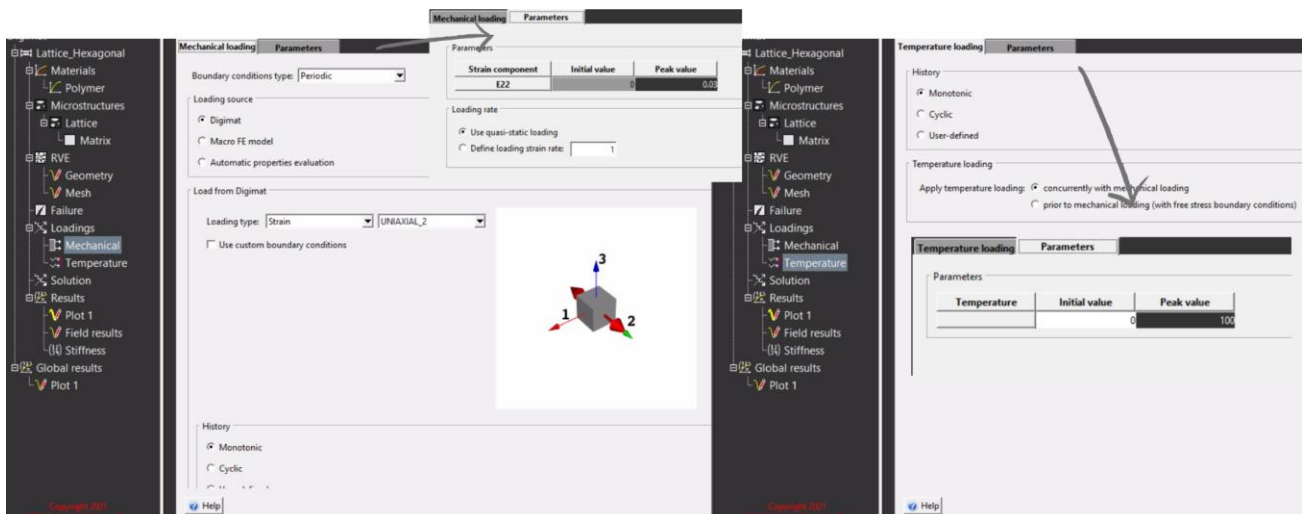 Mechanical loading Parameters
Parameters
Strain component Initial value Peak value
E22 0 0.03
Loading rate
Use quasi-static loading
Define loading strain rate: 1
Lattice_Hexagonal
Materials
Polymer
Microstructures
Lattice
Matrix
RVE
Geometry
Mesh
Failure
Loadings
Mechanical
Temperature
Solution
Results
Plot 1
Field results
Stiffness
Global results
Plot 1
Copyright 2021
Mechanical loading Parameters
Boundary conditions type: Periodic
Loading source
Digimat
Macro FE model
Automatic properties evaluation
Load from Digimat
Loading type: Strain UNIAXIAL_2
Use custom boundary conditions
3
1
2
History
Monotonic
Cyclic
Help
Lattice_Hexagonal
Materials
Polymer
Microstructures
Lattice
Matrix
RVE
Geometry
Mesh
Failure
Loadings
Mechanical
Temperature
Solution
Results
Plot 1
Field results
Stiffness
Global results
Plot 1
Copyright 2021
Temperature loading Parameters
History
Monotonic
Cyclic
User-defined
Temperature loading
Apply temperature loading: concurrently with mechanical loading
prior to mechanical loading (with free stress boundary conditions)
Temperature loading Parameters
Parameters
Temperature Initial value Peak value
0 100
Help